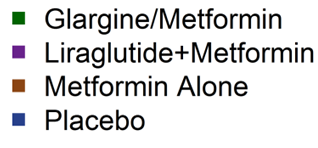 Glargine/Metformin
Liraglutide+Metformin
Metformin Alone
Placebo